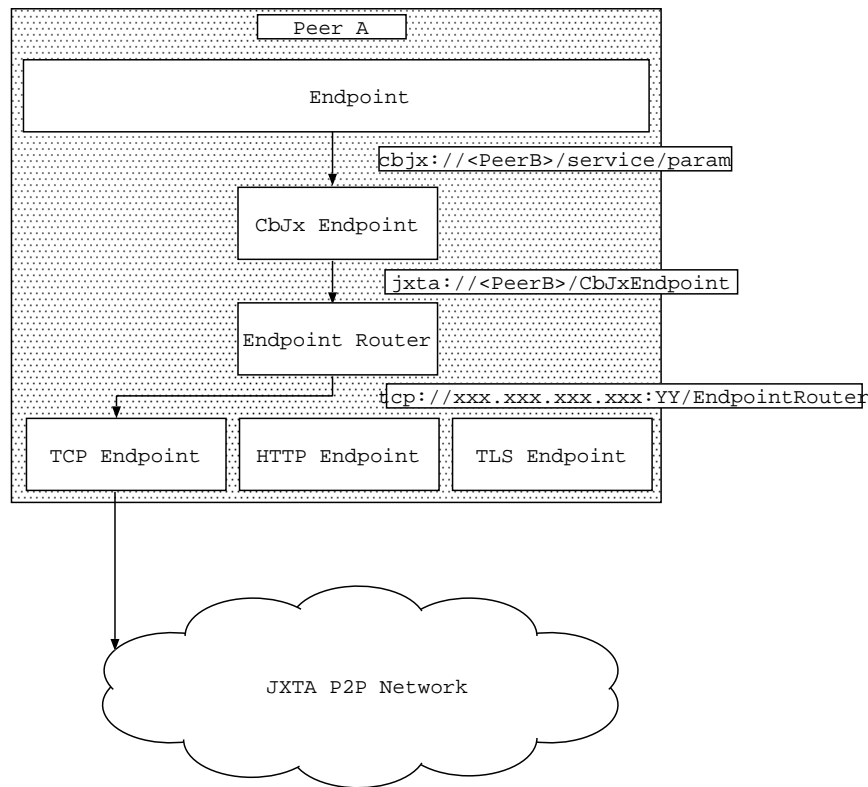 Peer A
Endpoint
cbjx://<PeerB>/service/param
CbJx Endpoint
jxta://<PeerB>/CbJxEndpoint
Endpoint Router
tcp://xxx.xxx.xxx.xxx:YY/EndpointRouter
TCP Endpoint
HTTP Endpoint
TLS Endpoint
JXTA P2P Network